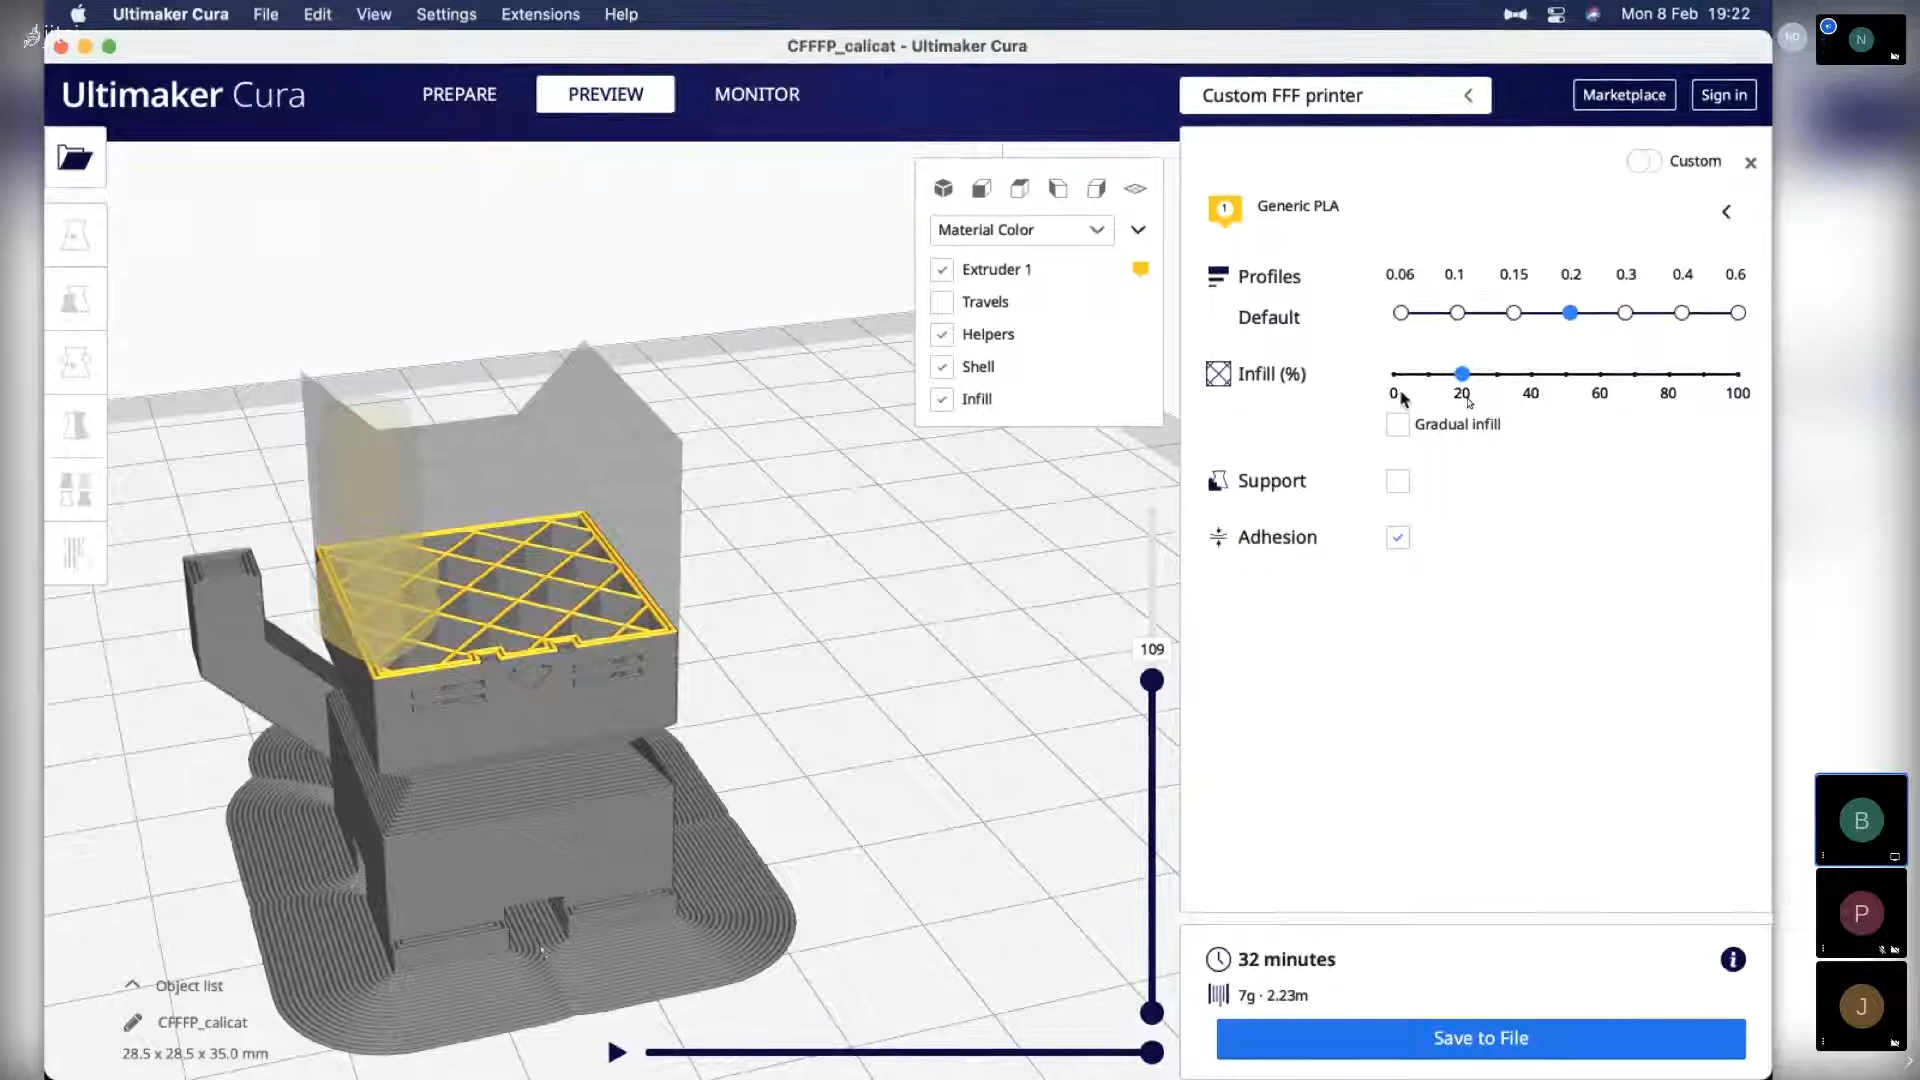 Ultimaker Cura File Edit View Settings Extensions Help Mon 8 Feb 19:22
CFFFP_calicat - Ultimaker Cura
Ultimaker Cura PREPARE PREVIEW MONITOR Custom FFF printer Marketplace Sign in
ND
N
Custom
1 Generic PLA
Material Color
Extruder 1
Travels
Helpers
Shell
Infill
Profiles 0.06 0.1 0.15 0.2 0.3 0.4 0.6
Default
Infill (%)
0 20 40 60 80 100
Gradual infill
Support
Adhesion
109
B
P
J
Object list
CFFFP_calicat
28.5 x 28.5 x 35.0 mm
32 minutes
7g · 2.23m
Save to File